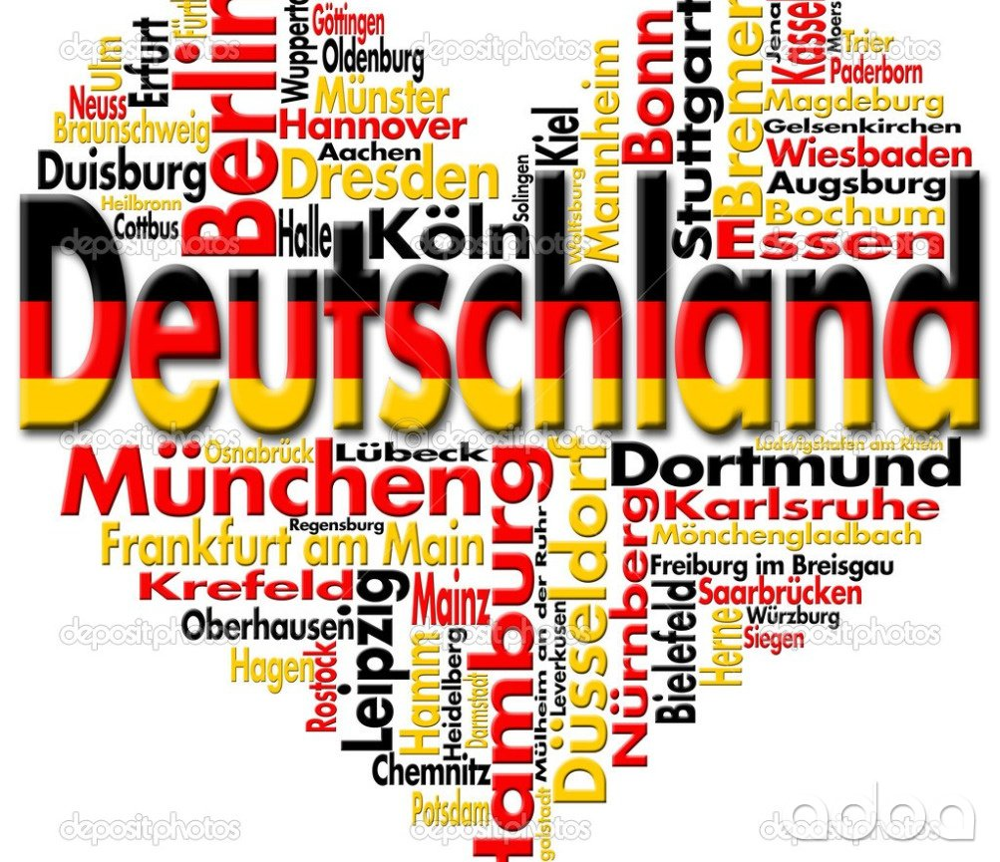 Ulm
Fürth
Erfurt
Neuss
Braunschweig
Duisburg
Heilbronn
Cottbus
Berlin
Wuppertal
Göttingen
Oldenburg
Münster
Hannover
Aachen
Dresden
Halle
Köln
Solingen
Kiel
Wolfsburg
Mannheim
Bonn
Stuttgart
Bremen
Jena
Kassel
Moers
Trier
Paderborn
Magdeburg
Gelsenkirchen
Wiesbaden
Augsburg
Bochum
Essen
Deutschland
München
Osnabrück
Lübeck
Regensburg
Frankfurt am Main
Krefeld
Oberhausen
Hagen
Rostock
Leipzig
Mainz
Hamm
Heidelberg
Darmstadt
Chemnitz
Potsdam
Hamburg
golstadt
Mülheim an der Ruhr
Leverkusen
Düsseldorf
Nürnberg
Bielefeld
Ludwigshafen am Rhein
Dortmund
Karlsruhe
Mönchengladbach
Freiburg im Breisgau
Saarbrücken
Herne
Würzburg
Siegen
depositphotos
adoa